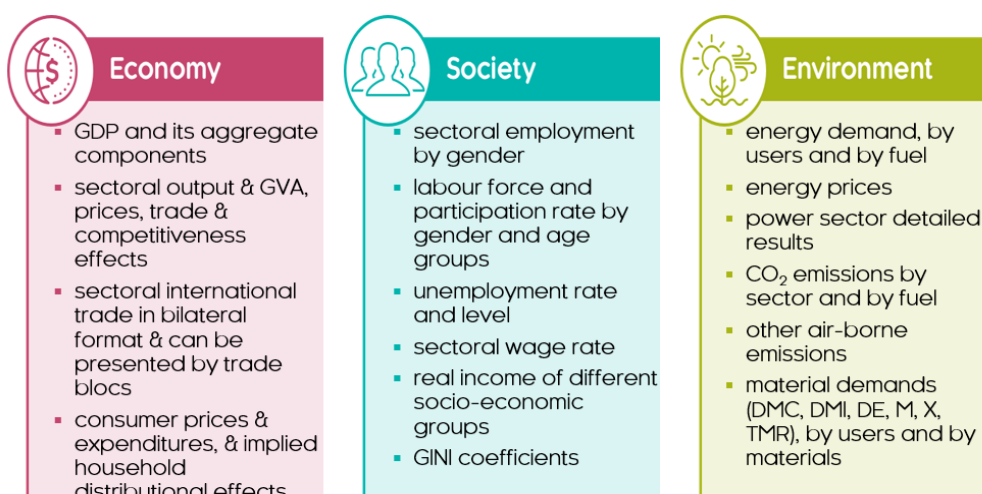 Economy
▪ GDP and its aggregate
components
▪ sectoral output & GVA,
prices, trade &
competitiveness
effects
▪ sectoral international
trade in bilateral
format & can be
presented by trade
blocs
▪ consumer prices &
expenditures, & implied
household
distributional effects
Society
▪ sectoral employment
by gender
▪ labour force and
participation rate by
gender and age
groups
▪ unemployment rate
and level
▪ sectoral wage rate
▪ real income of different
socio-economic
groups
▪ GINI coefficients
Environment
▪ energy demand, by
users and by fuel
▪ energy prices
▪ power sector detailed
results
▪ CO₂ emissions by
sector and by fuel
▪ other air-borne
emissions
▪ material demands
(DMC, DMI, DE, M, X,
TMR), by users and by
materials